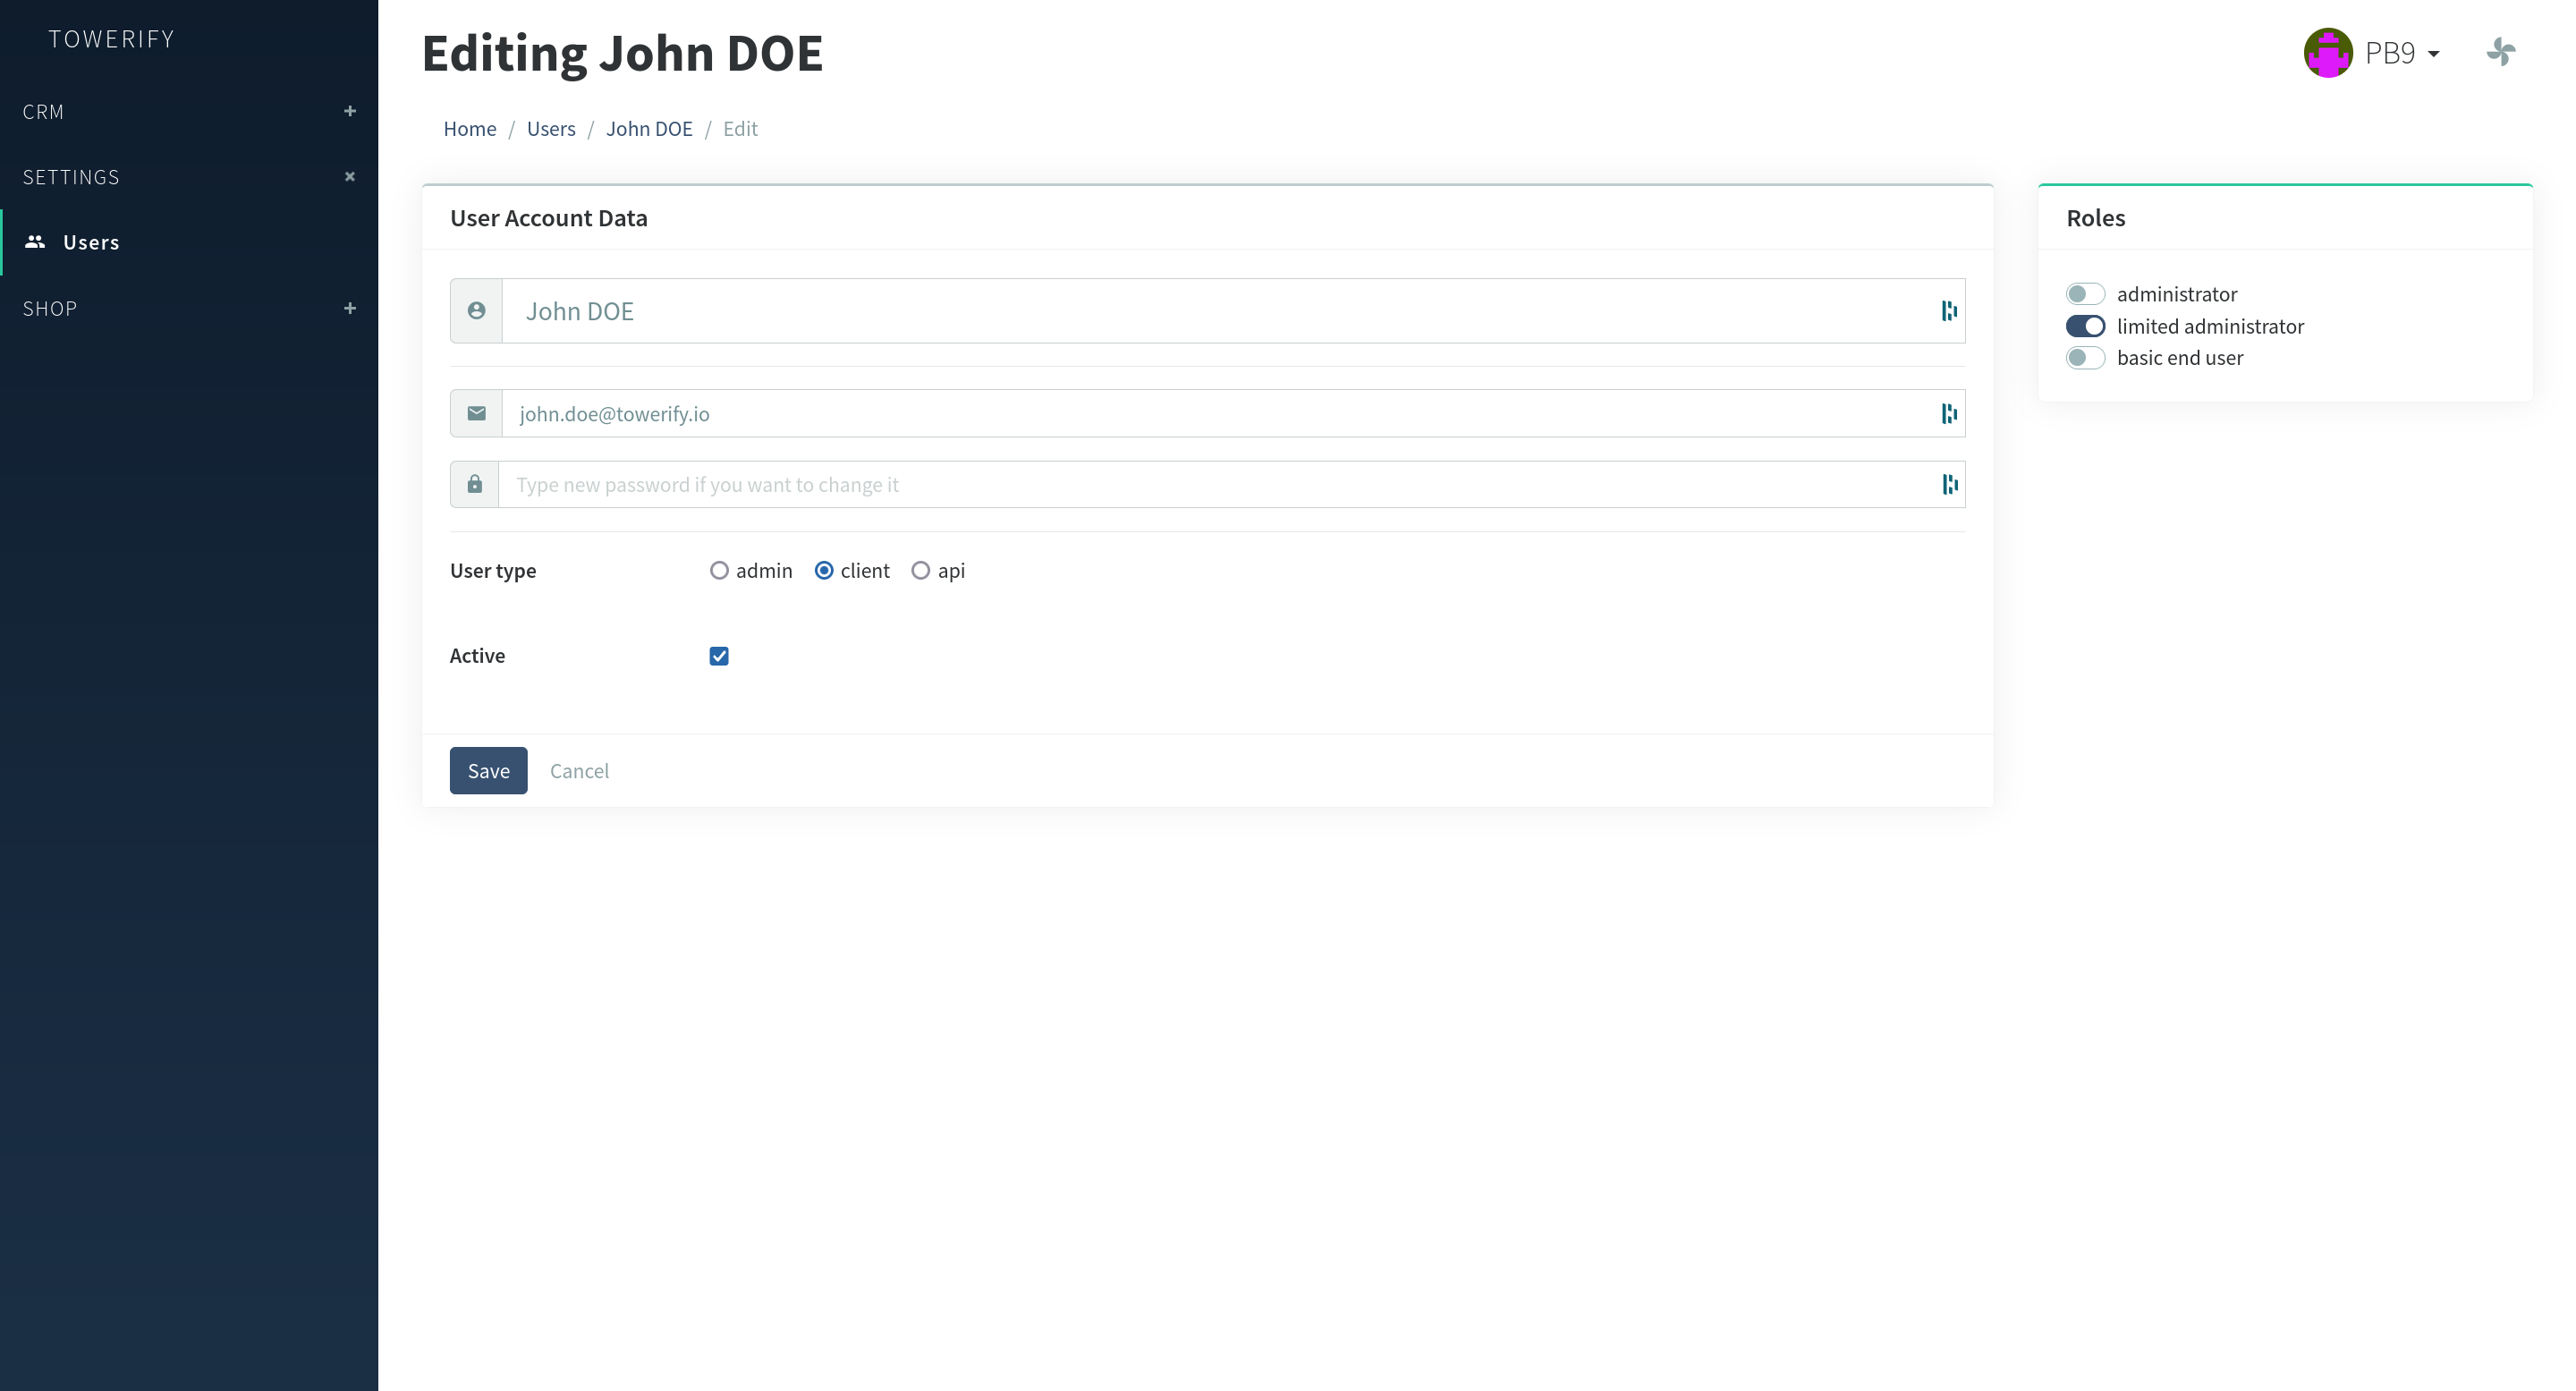 TOWERIFY
CRM +
SETTINGS ×
Users
SHOP +
Editing John DOE
PB9
Home / Users / John DOE / Edit
User Account Data
John DOE
john.doe@towerify.io
Type new password if you want to change it
User type admin client api
Active
Save Cancel
Roles
administrator
limited administrator
basic end user